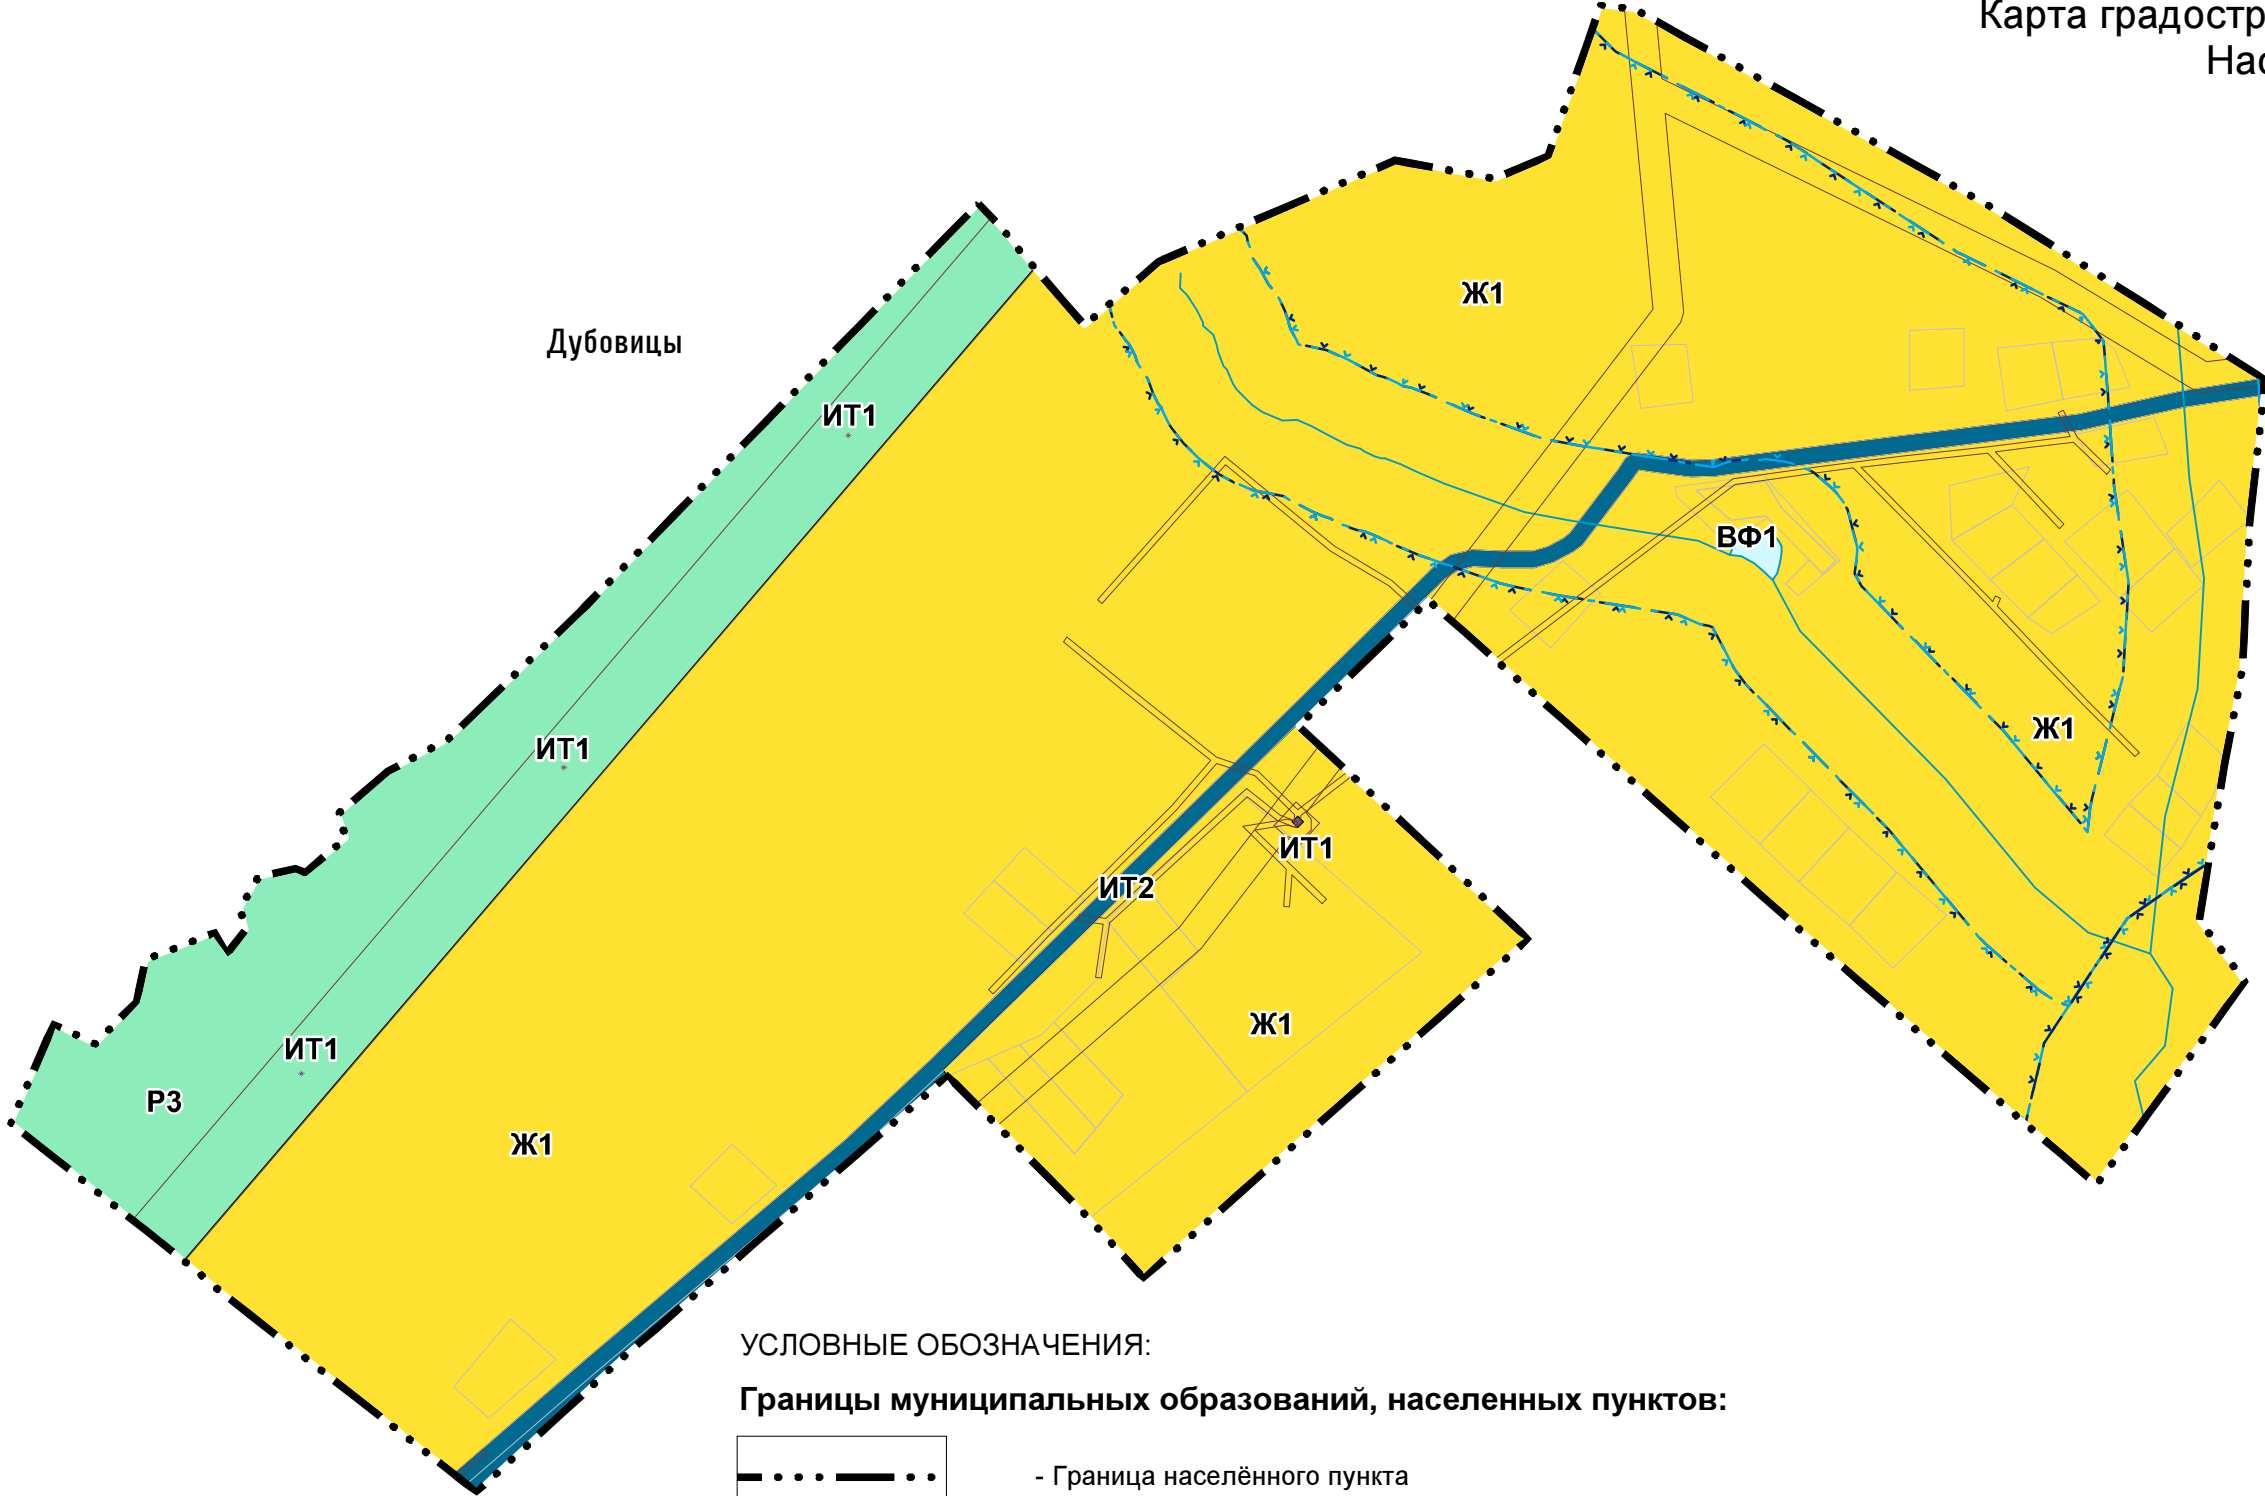 Карта градостр
Нас
Ж1
Дубовицы
ИТ1
ВФ1
Ж1
ИТ1
ИТ1
ИТ2
Ж1
ИТ1
Р3
Ж1
УСЛОВНЫЕ ОБОЗНАЧЕНИЯ:
Границы муниципальных образований, населенных пунктов:
- Граница населённого пункта